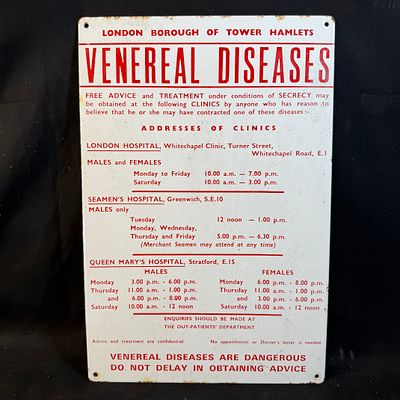 LONDON BOROUGH OF TOWER HAMLETS
VENEREAL DISEASES
FREE ADVICE and TREATMENT under conditions of SECRECY may
be obtained at the following CLINICS by anyone who has reason to
believe that he or she may have contracted one of these diseases :-
ADDRESSES OF CLINICS
LONDON HOSPITAL, Whitechapel Clinic, Turner Street,
Whitechapel Road, E.1
MALES and FEMALES
Monday to Friday 10.00 a.m. — 7.00 p.m.
Saturday 10.00 a.m. — 3.00 p.m.
SEAMEN'S HOSPITAL, Greenwich, S.E.10
MALES only
Tuesday 12 noon — 1.00 p.m.
Monday, Wednesday,
Thursday and Friday 5.00 p.m. — 6.30 p.m.
(Merchant Seamen may attend at any time)
QUEEN MARY'S HOSPITAL, Stratford, E.15
MALES FEMALES
Monday 3.00 p.m. - 6.00 p.m. Monday 6.00 p.m. - 8.00 p.m.
Thursday 11.00 a.m. - 1.00 p.m. Thursday 11.00 a.m. - 1.00 p.m.
and 6.00 p.m. - 8.00 p.m. and 3.00 p.m. - 6.00 p.m.
Saturday 10.00 a.m. - 12 noon Saturday 10.00 a.m. - 12 noon
ENQUIRIES SHOULD BE MADE AT
THE OUT-PATIENTS' DEPARTMENT
Advice and treatment are confidential. No appointment or Doctor's letter is needed.
VENEREAL DISEASES ARE DANGEROUS
DO NOT DELAY IN OBTAINING ADVICE